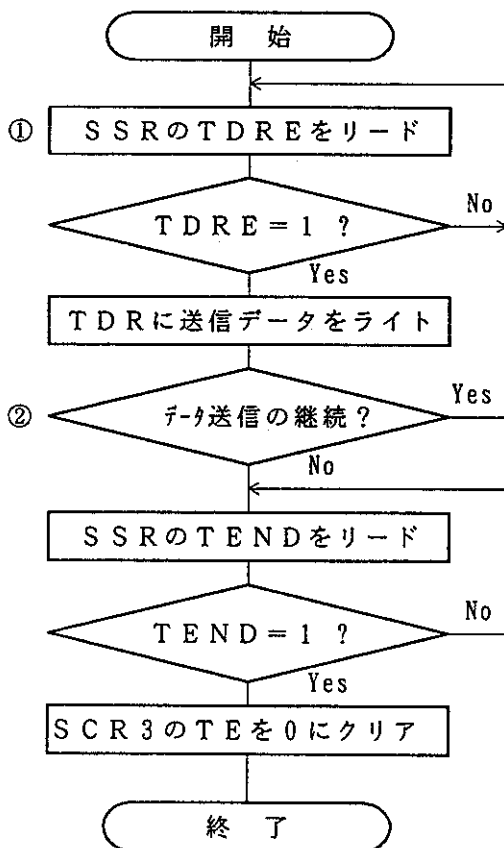 開 始
① SSRのTDREをリード
TDRE=1 ?
No
Yes
TDRに送信データをライト
② データ送信の継続?
Yes
No
SSRのTENDをリード
TEND=1 ?
No
Yes
SCR3のTEを0にクリア
終 了